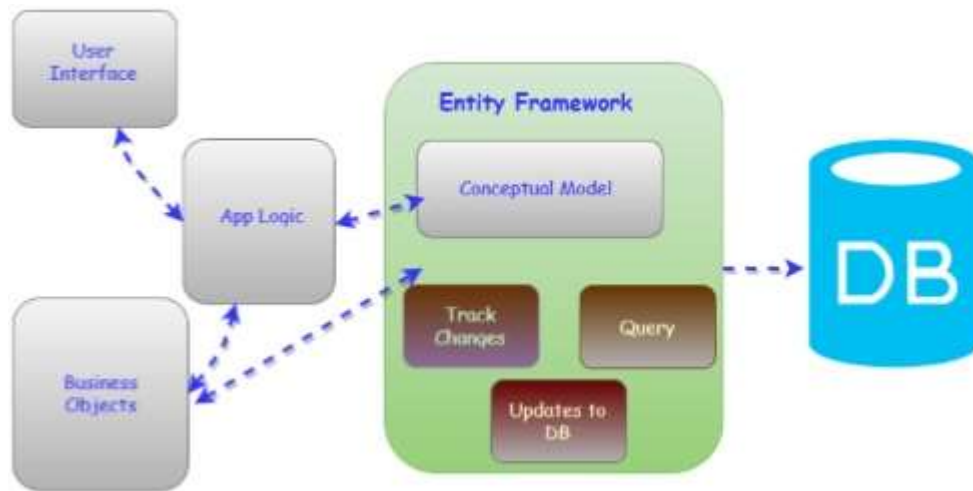 User
Interface
Entity Framework
Conceptual Model
App Logic
DB
Track
Changes
Query
Business
Objects
Updates to
DB